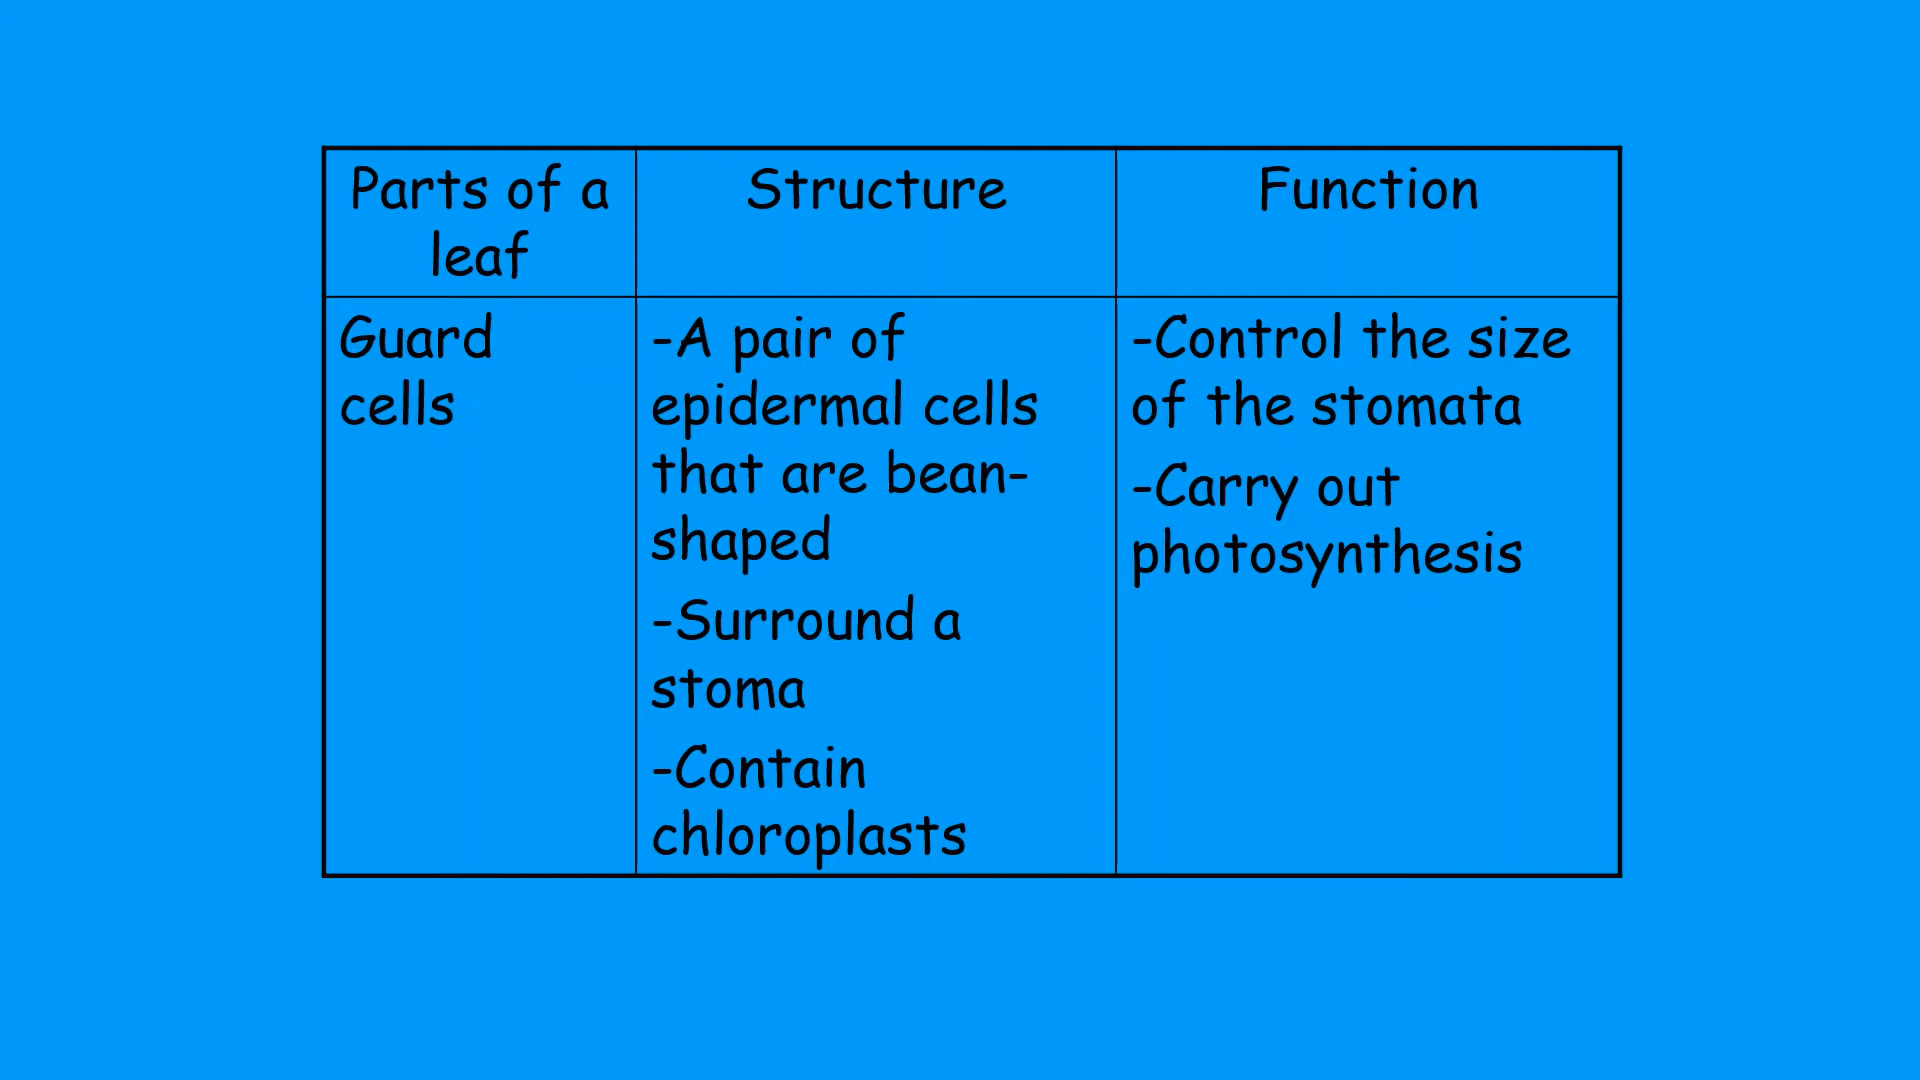 Parts of a
leaf
Structure
Function
Guard
cells
-A pair of
epidermal cells
that are bean-
shaped
-Surround a
stoma
-Contain
chloroplasts
-Control the size
of the stomata
-Carry out
photosynthesis